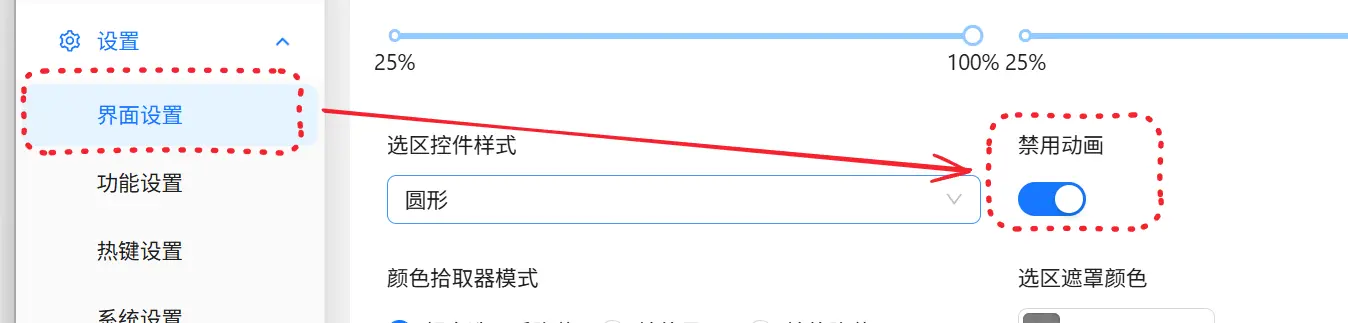 设置
界面设置
功能设置
热键设置
系统设置
25%
100%
25%
选区控件样式
圆形
禁用动画
颜色拾取器模式
选区遮罩颜色